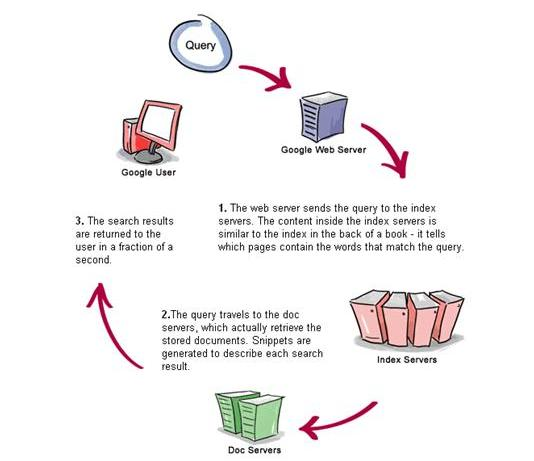 Query
Google Web Server
Google User
1. The web server sends the query to the index
servers. The content inside the index servers is
similar to the index in the back of a book - it tells
which pages contain the words that match the query.
3. The search results
are returned to the
user in a fraction of a
second.
2.The query travels to the doc
servers, which actually retrieve the
stored documents. Snippets are
generated to describe each search
result.
Index Servers
Doc Servers